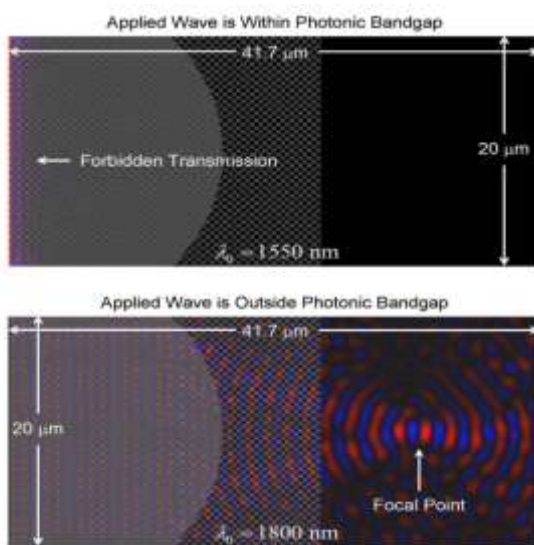 Applied Wave is Within Photonic Bandgap
41.7 μm
20 μm
Forbidden Transmission
λ₀ = 1550 nm
Applied Wave is Outside Photonic Bandgap
41.7 μm
20 μm
Focal Point
λ₀ = 1800 nm